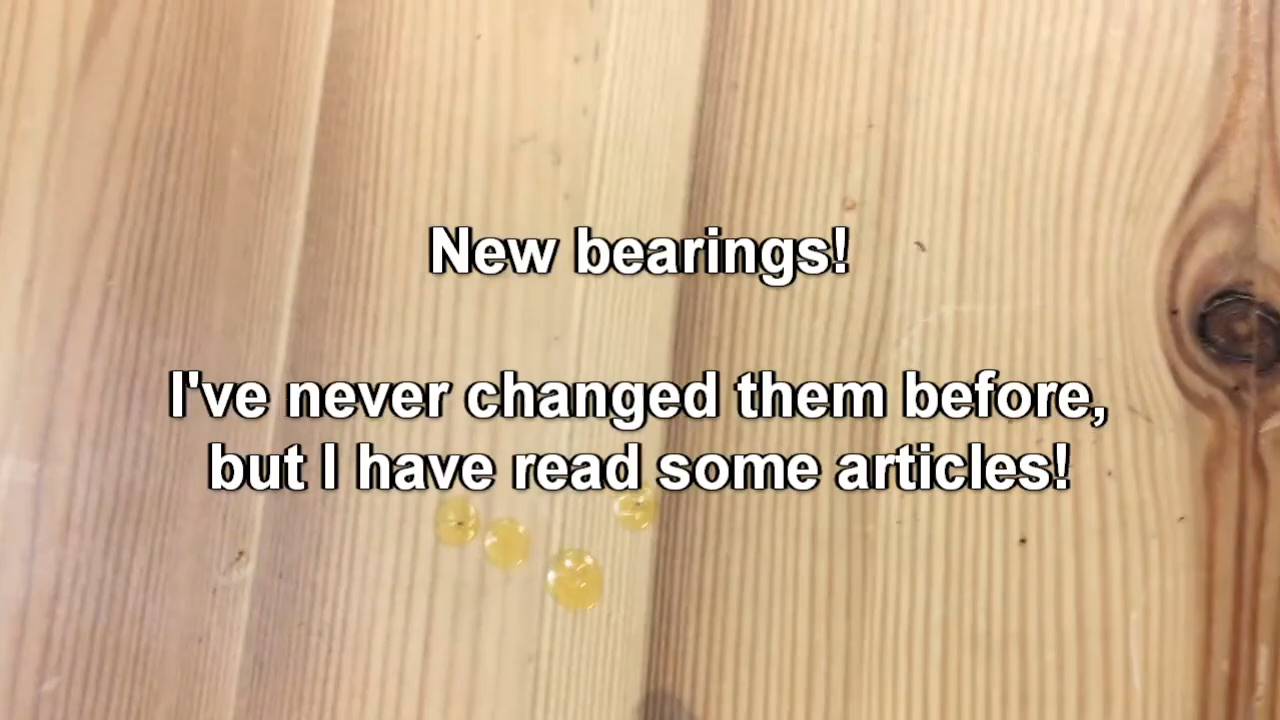 New bearings!
I've never changed them before,
but I have read some articles!